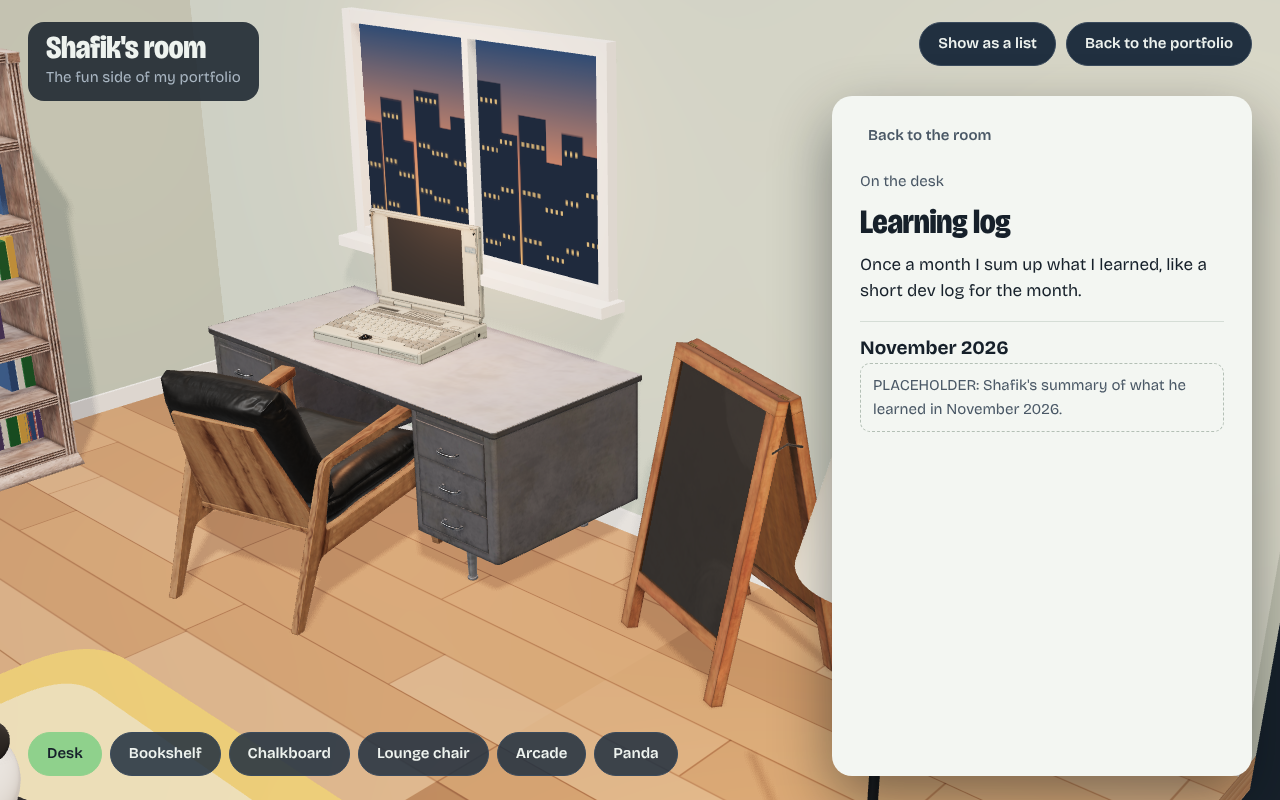 Shafik's room
The fun side of my portfolio
Show as a list
Back to the portfolio
Back to the room
On the desk
Learning log
Once a month I sum up what I learned, like a
short dev log for the month.
November 2026
PLACEHOLDER: Shafik's summary of what he
learned in November 2026.
Desk
Bookshelf
Chalkboard
Lounge chair
Arcade
Panda